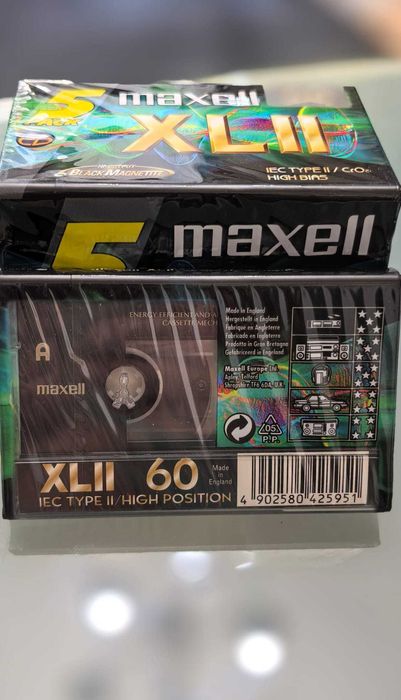 5
maxell
XLII
BLACK MAGNETITE
IEC TYPE II / CrO2
HIGH BIAS
5 maxell
ENERGY EFFICIENT AND
CASSETTE MECH
A
maxell
Made in England
Hergestellt in England
Fabriqué en Angleterre
Fabricado en Inglaterra
Prodotto in Gran Bretagna
Gefabriceerd in Engeland
Maxell Europe Ltd.
Apley, Telford
Shropshire TF6 6DA, U.K.
05
P.P.
XLII 60
Made in
England
IEC TYPE II/HIGH POSITION
4 902580 425951